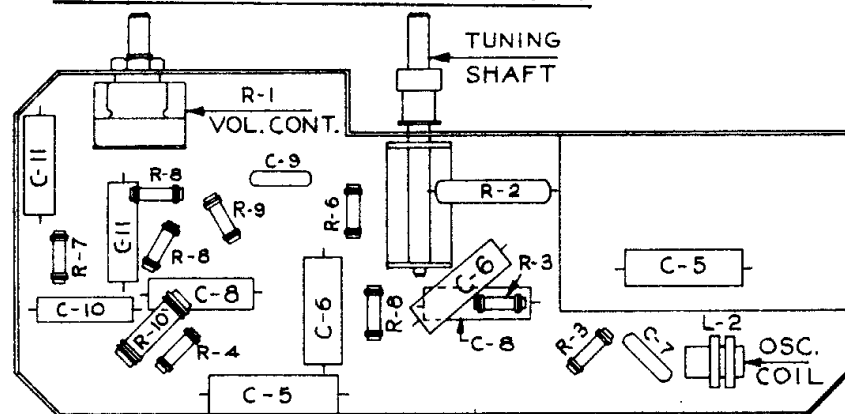 TUNING
SHAFT
R-1
VOL. CONT.
C-11
C-9
R-8
R-2
R-9
R-6
C-11
R-7
R-8
C-5
C-6
R-3
C-8
C-10
C-6
R-10
R-8
R-4
C-8
R-3
C-7
L-2
OSC.
COIL
C-5